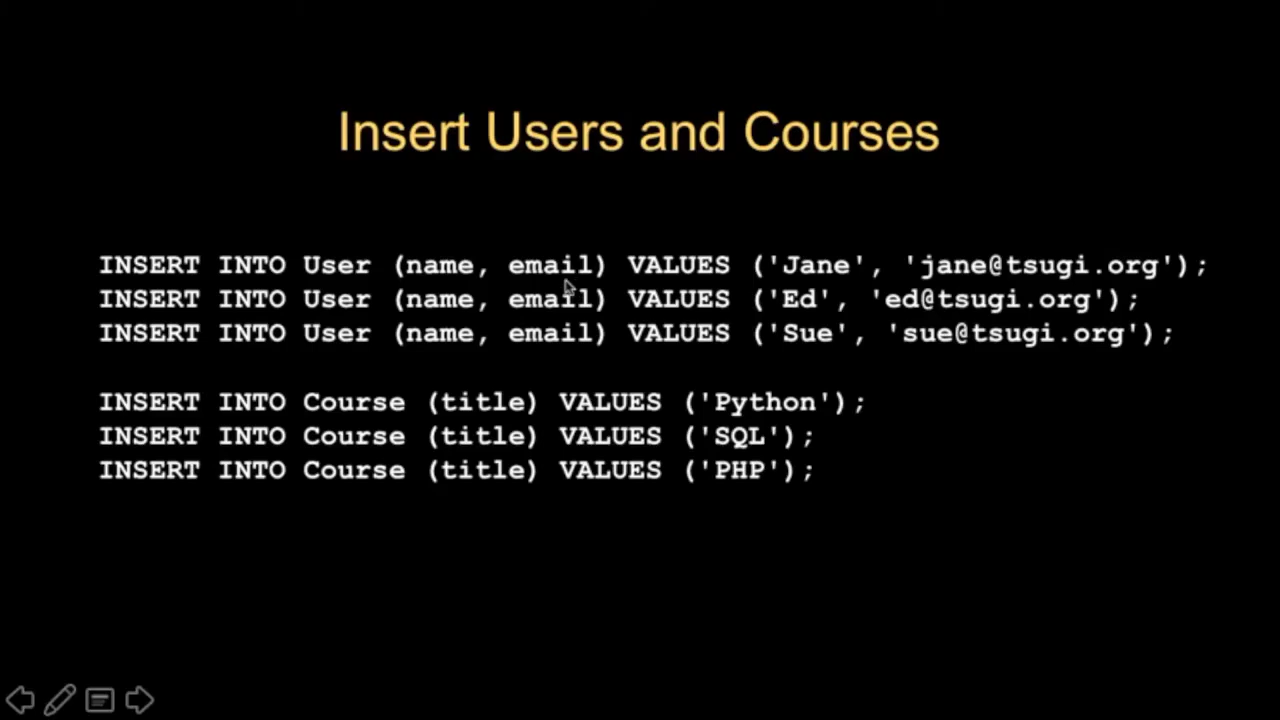 Insert Users and Courses
INSERT INTO User (name, email) VALUES ('Jane', 'jane@tsugi.org');
INSERT INTO User (name, email) VALUES ('Ed', 'ed@tsugi.org');
INSERT INTO User (name, email) VALUES ('Sue', 'sue@tsugi.org');
INSERT INTO Course (title) VALUES ('Python');
INSERT INTO Course (title) VALUES ('SQL');
INSERT INTO Course (title) VALUES ('PHP');